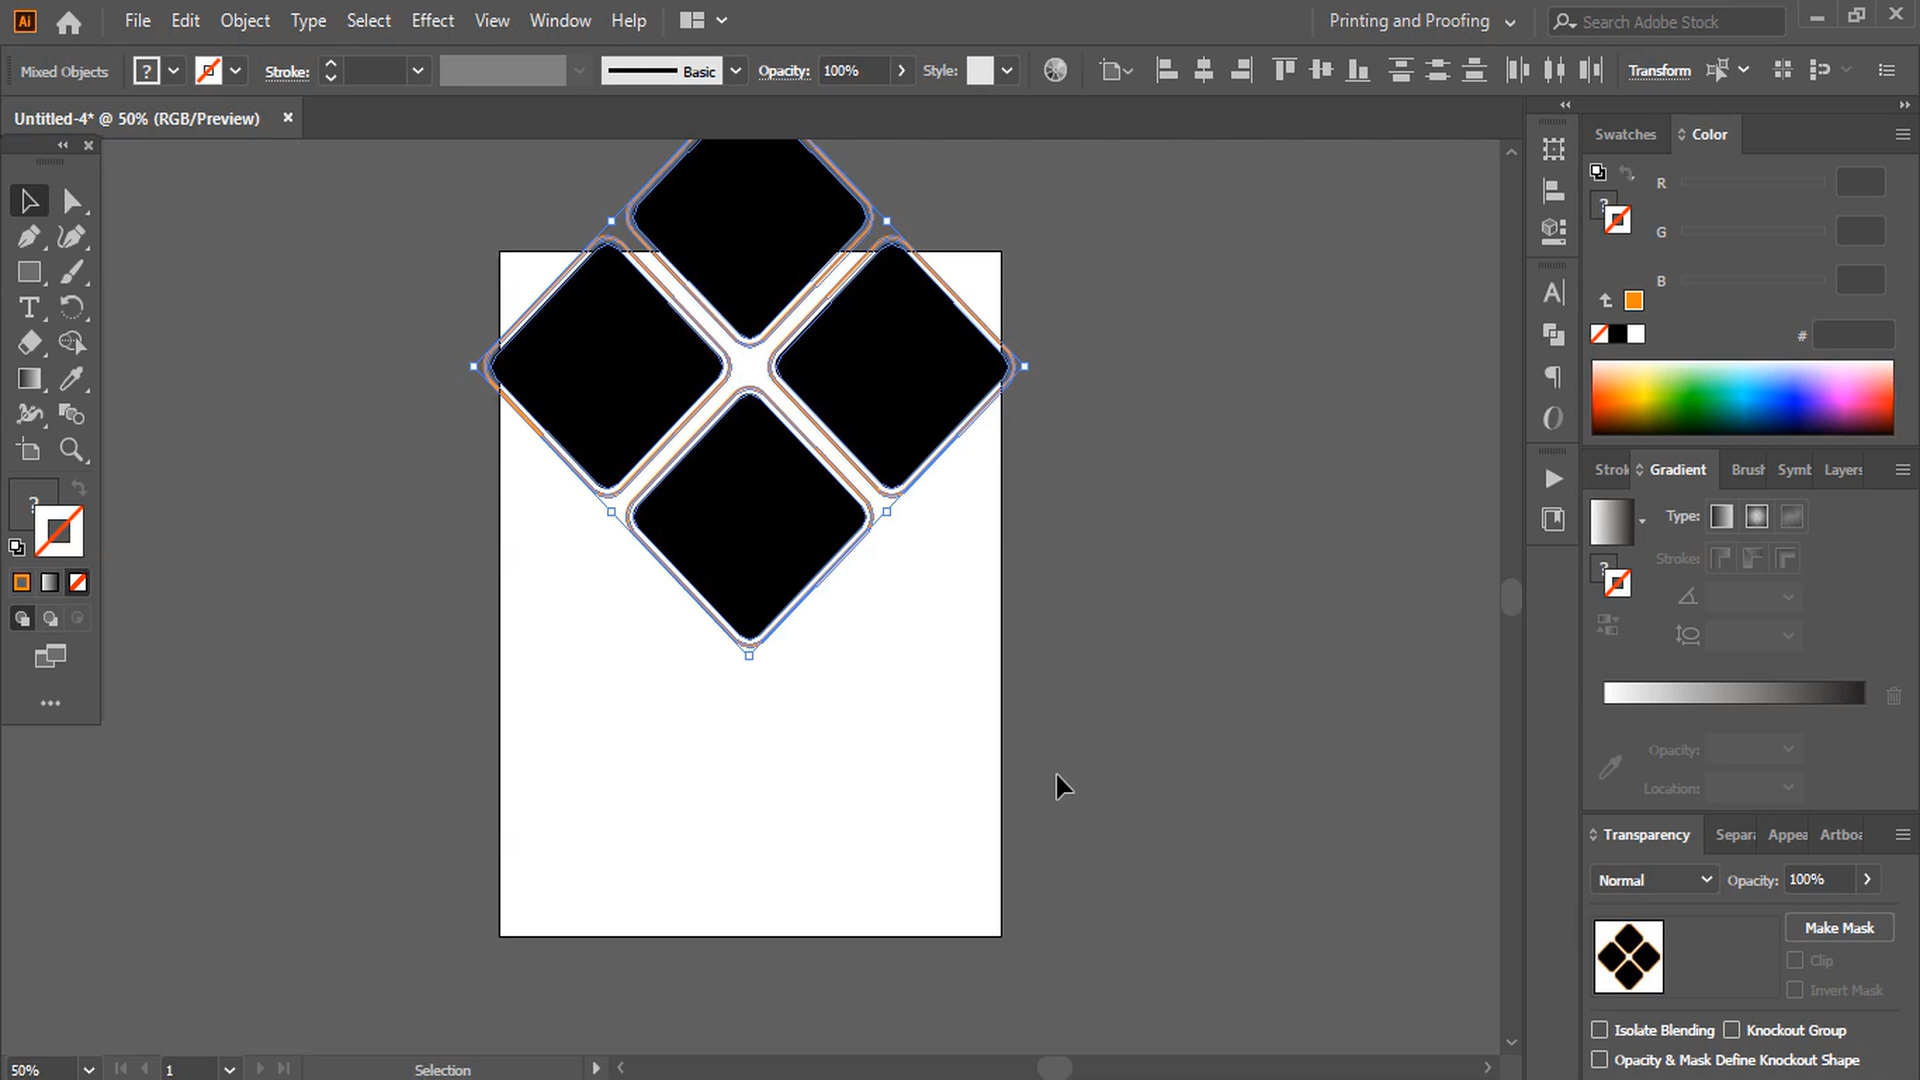 Ai File Edit Object Type Select Effect View Window Help Printing and Proofing Search Adobe Stock
Mixed Objects ? Stroke: Basic Opacity: 100% Style: Transform
Untitled-4* @ 50% (RGB/Preview)
Swatches Color
R
?
G
B
#
T
A
?
Strok Gradient Brush Symb Layers
Type:
Stroke:
?
Opacity:
Location:
Transparency Separ Appea Artboa
Normal Opacity: 100%
Make Mask
Clip
Invert Mask
Isolate Blending Knockout Group
Opacity & Mask Define Knockout Shape
50% 1 Selection